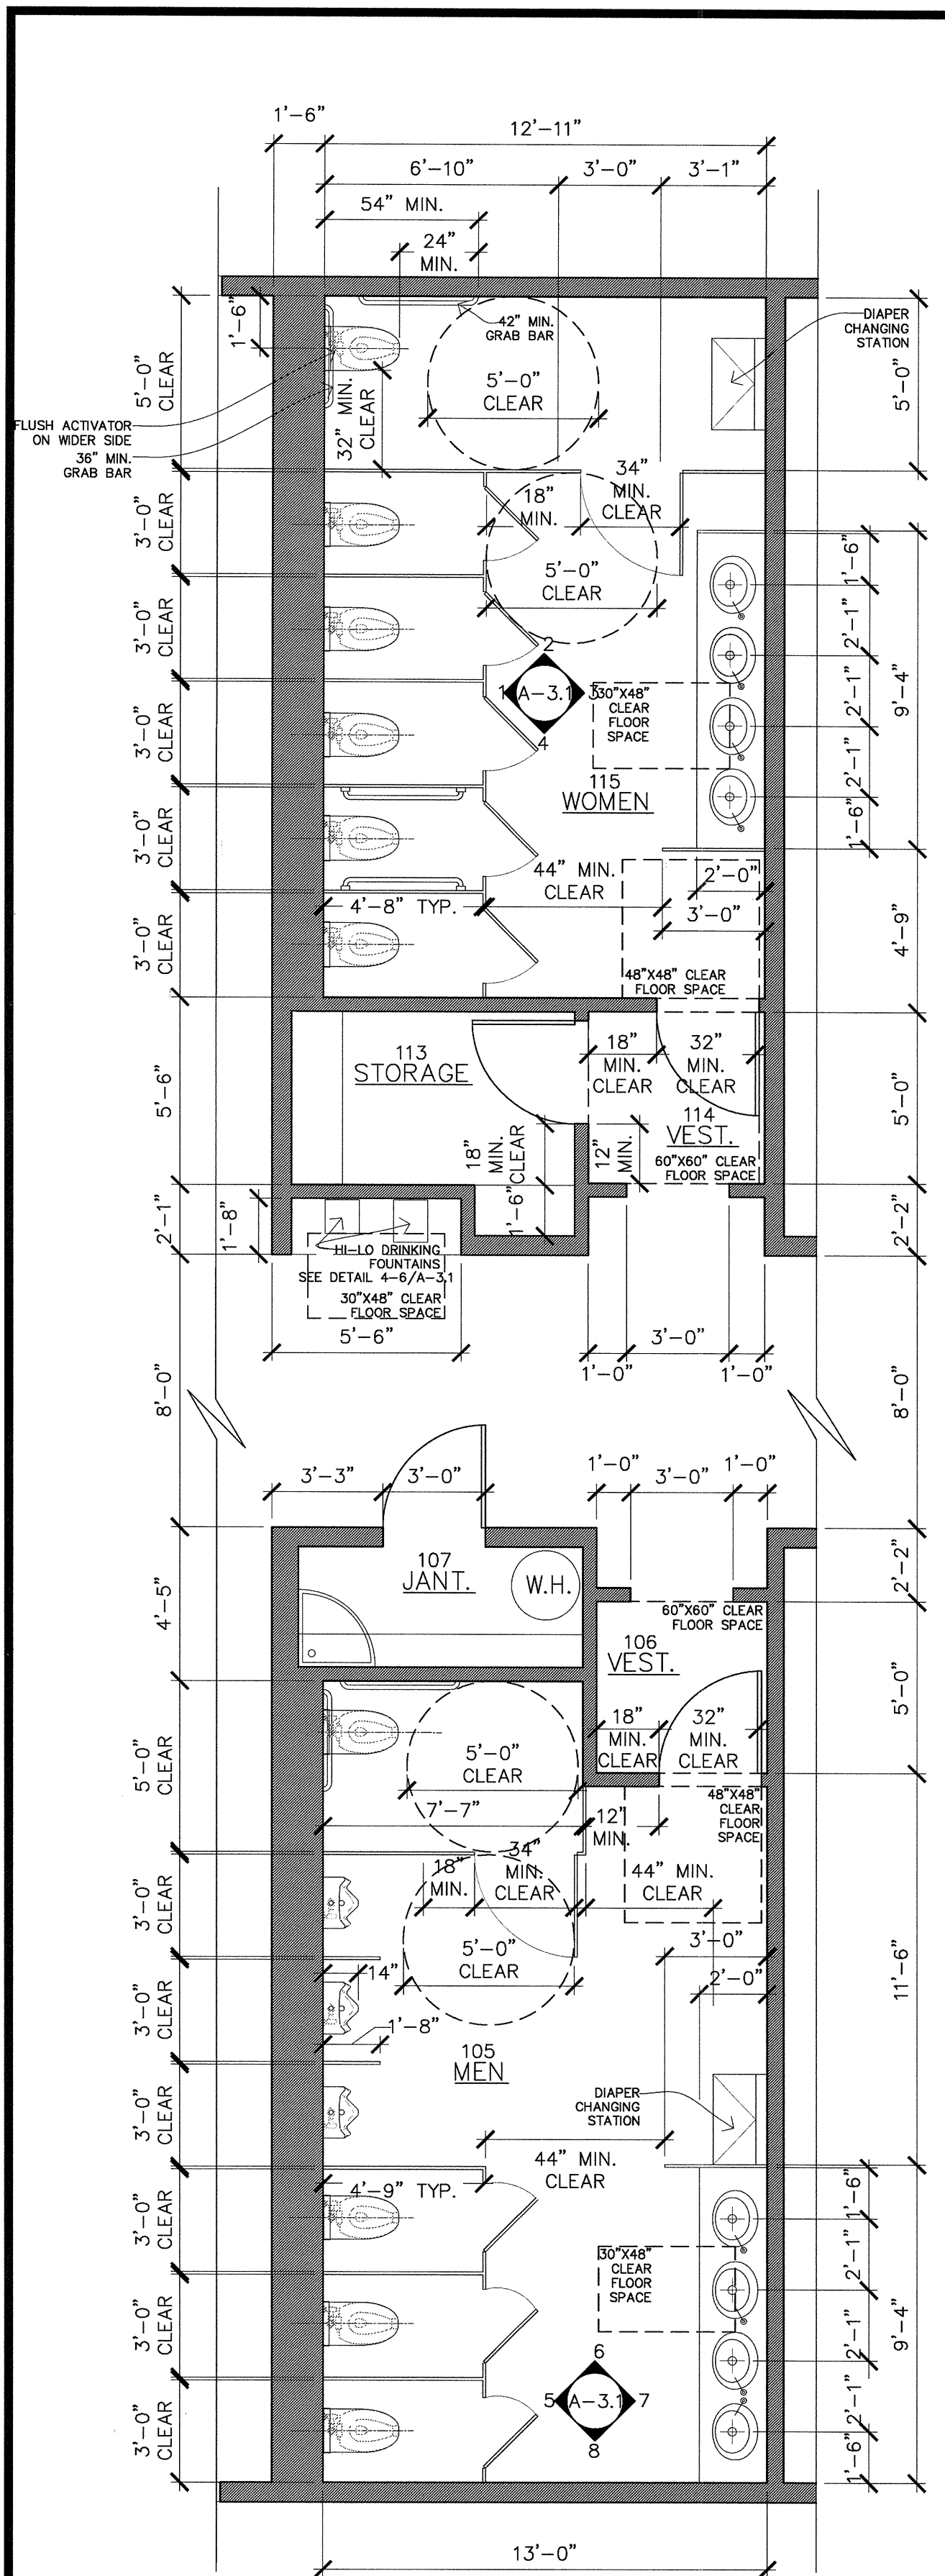 1'-6"
12'-11"
6'-10"
3'-0"
3'-1"
54" MIN.
24"
MIN.
1'-6"
42" MIN.
GRAB BAR
DIAPER
CHANGING
STATION
5'-0"
CLEAR
5'-0"
CLEAR
32" MIN.
CLEAR
5'-0"
FLUSH ACTIVATOR
ON WIDER SIDE
36" MIN.
GRAB BAR
34"
MIN.
CLEAR
18"
MIN.
3'-0"
CLEAR
5'-0"
CLEAR
1'-6"
3'-0"
CLEAR
2'-1"
2
1 A-3.1 3
4
30"X48"
CLEAR
FLOOR
SPACE
9'-4"
3'-0"
CLEAR
2'-1"
115
WOMEN
2'-1"
3'-0"
CLEAR
1'-6"
44" MIN.
CLEAR
2'-0"
4'-8" TYP.
3'-0"
3'-0"
CLEAR
4'-9"
48"X48" CLEAR
FLOOR SPACE
113
STORAGE
18"
MIN.
CLEAR
32"
MIN.
CLEAR
5'-6"
5'-0"
114
VEST.
18"
MIN.
CLEAR
12"
MIN.
60"X60" CLEAR
FLOOR SPACE
1'-6"
2'-1"
1'-8"
2'-2"
HI-LO DRINKING
FOUNTAINS
SEE DETAIL 4-6/A-3.1
30"X48" CLEAR
FLOOR SPACE
5'-6"
3'-0"
1'-0"
1'-0"
8'-0"
8'-0"
3'-3"
3'-0"
1'-0"
3'-0"
1'-0"
107
JANT.
W.H.
2'-2"
4'-5"
60"X60" CLEAR
FLOOR SPACE
106
VEST.
5'-0"
18"
MIN.
CLEAR
32"
MIN.
CLEAR
5'-0"
CLEAR
5'-0"
CLEAR
7'-7"
12"
MIN.
48"X48"
CLEAR
FLOOR
SPACE
18"
MIN.
34"
MIN.
CLEAR
44" MIN.
CLEAR
3'-0"
CLEAR
3'-0"
5'-0"
CLEAR
14"
2'-0"
11'-6"
3'-0"
CLEAR
1'-8"
105
MEN
3'-0"
CLEAR
DIAPER
CHANGING
STATION
44" MIN.
CLEAR
4'-9" TYP.
1'-6"
3'-0"
CLEAR
30"X48"
CLEAR
FLOOR
SPACE
2'-1"
3'-0"
CLEAR
2'-1"
9'-4"
6
5 A-3.1 7
8
2'-1"
3'-0"
CLEAR
1'-6"
13'-0"